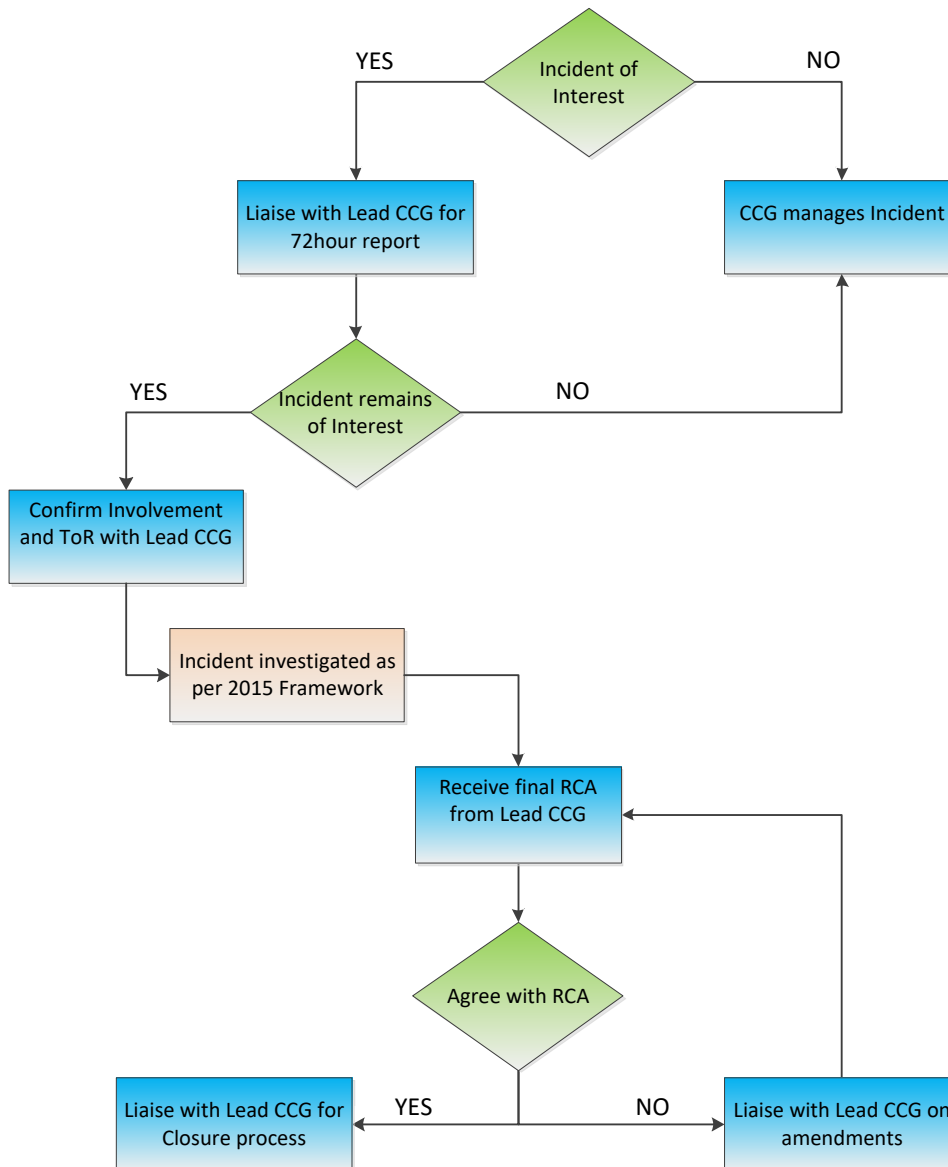 YES
Incident of
Interest
NO
Liaise with Lead CCG for
72hour report
CCG manages Incident
YES
Incident remains
of Interest
NO
Confirm Involvement
and ToR with Lead CCG
Incident investigated as
per 2015 Framework
Receive final RCA
from Lead CCG
Agree with RCA
Liaise with Lead CCG for
Closure process
YES
NO
Liaise with Lead CCG on
amendments